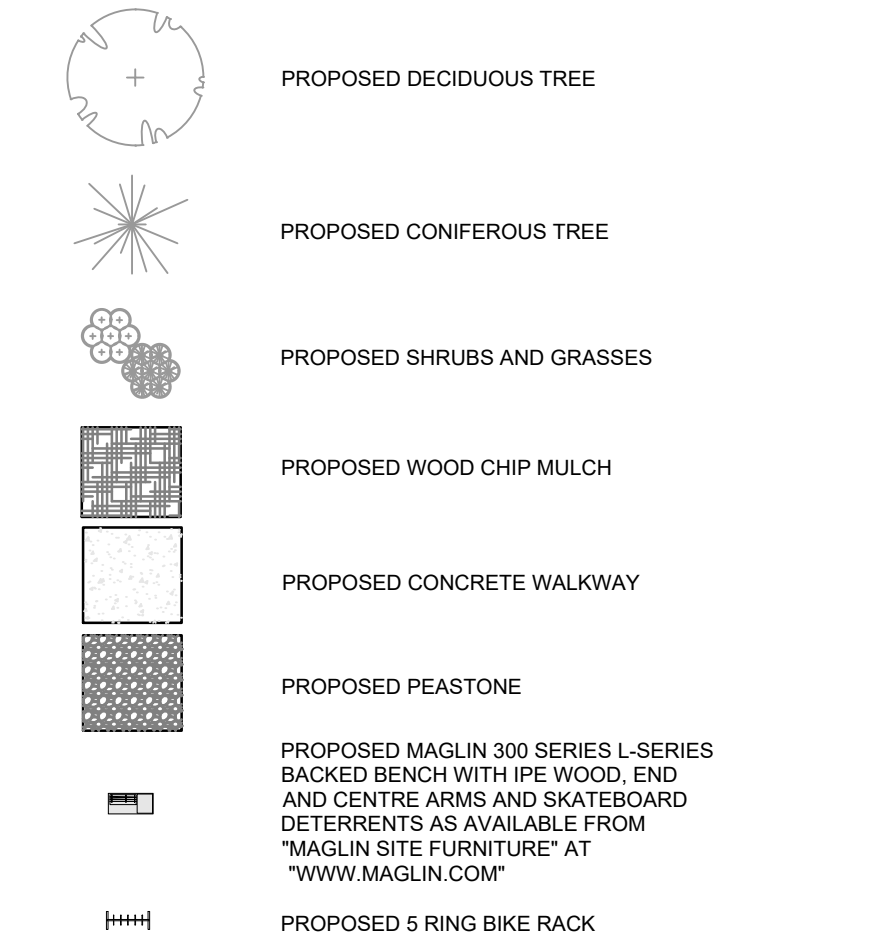 PROPOSED DECIDUOUS TREE
PROPOSED CONIFEROUS TREE
PROPOSED SHRUBS AND GRASSES
PROPOSED WOOD CHIP MULCH
PROPOSED CONCRETE WALKWAY
PROPOSED PEASTONE
PROPOSED MAGLIN 300 SERIES L-SERIES
BACKED BENCH WITH IPE WOOD, END
AND CENTRE ARMS AND SKATEBOARD
DETERRENTS AS AVAILABLE FROM
"MAGLIN SITE FURNITURE" AT
"WWW.MAGLIN.COM"
PROPOSED 5 RING BIKE RACK